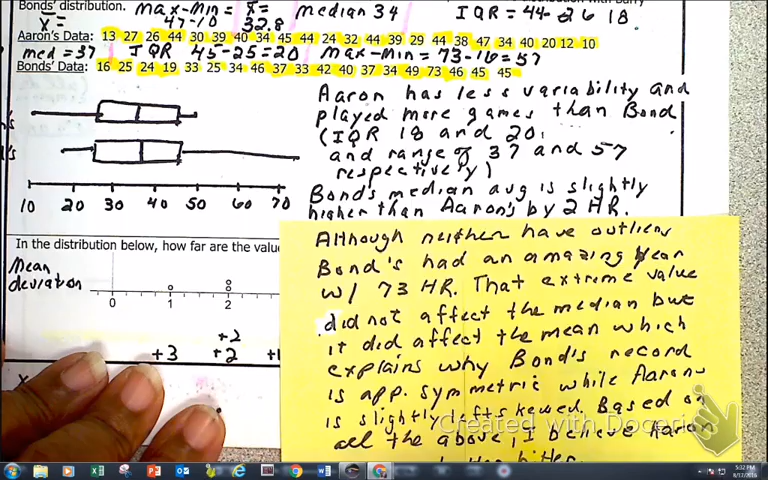 Bonds' distribution. max-min = x̄= median 34 IQR = 44-26 18
x̄ = 47-10 32.8
Aaron's Data: 13 27 26 44 30 39 40 34 45 44 24 32 44 39 29 44 38 47 34 40 20 12 10
med = 37 IQR 45-25=20 Max-Min = 73-16=57
Bonds' Data: 16 25 24 19 33 25 34 46 37 33 42 40 37 34 49 73 46 45 45
Aaron has less variability and
played more games than Bond
(IQR 18 and 20
and range of 37 and 57
respectively)
Bonds median avg is slightly
higher than Aaron's by 2 HR.
n's
d's
10 20 30 40 50 60 70
In the distribution below, how far are the value
Mean
deviation
0 1 2
+2
+3 +2
Although neither have outliers
Bond's had an amazing year
w/ 73 HR. That extreme value
did not affect the median but
it did affect the mean which
explains why Bond's record
is app. symmetric while Aarons
is slightly left skewed. Based on
all the above, I believe Aaron
hitter.
Created with Doceri
5:32 PM
8/17/2016